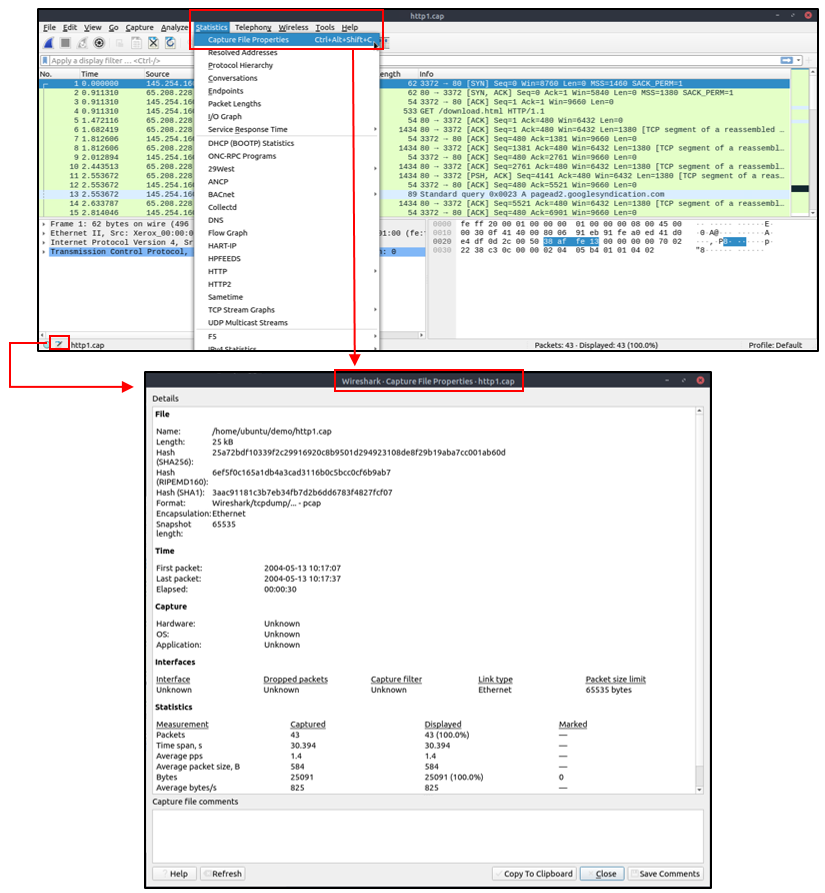 http1.cap
File Edit View Go Capture Analyze Statistics Telephony Wireless Tools Help
Capture File Properties Ctrl+Alt+Shift+C
Resolved Addresses
Protocol Hierarchy
Conversations
Endpoints
Packet Lengths
I/O Graph
Service Response Time
DHCP (BOOTP) Statistics
ONC-RPC Programs
29West
ANCP
BACnet
Collectd
DNS
Flow Graph
HART-IP
HPFEEDS
HTTP
HTTP2
Sametime
TCP Stream Graphs
UDP Multicast Streams
F5
IPv4 Statistics
Apply a display filter ... <Ctrl-/>
No. Time Source ength Info
1 0.000000 145.254.160 62 3372 → 80 [SYN] Seq=0 Win=8760 Len=0 MSS=1460 SACK_PERM=1
2 0.911310 65.208.228 62 80 → 3372 [SYN, ACK] Seq=0 Ack=1 Win=5840 Len=0 MSS=1380 SACK_PERM=1
3 0.911310 145.254.160 54 3372 → 80 [ACK] Seq=1 Ack=1 Win=9660 Len=0
4 0.911310 145.254.160 533 GET /download.html HTTP/1.1
5 1.472116 65.208.228 54 80 → 3372 [ACK] Seq=1 Ack=480 Win=6432 Len=0
6 1.682419 65.208.228 1434 80 → 3372 [ACK] Seq=1 Ack=480 Win=6432 Len=1380 [TCP segment of a reassembled …
7 1.812606 145.254.160 54 3372 → 80 [ACK] Seq=480 Ack=1381 Win=9660 Len=0
8 1.812606 65.208.228 1434 80 → 3372 [ACK] Seq=1381 Ack=480 Win=6432 Len=1380 [TCP segment of a reassemb…
9 2.012894 145.254.160 54 3372 → 80 [ACK] Seq=480 Ack=2761 Win=9660 Len=0
10 2.443513 65.208.228 1434 80 → 3372 [ACK] Seq=2761 Ack=480 Win=6432 Len=1380 [TCP segment of a reassemb…
11 2.553672 65.208.228 1434 80 → 3372 [PSH, ACK] Seq=4141 Ack=480 Win=6432 Len=1380 [TCP segment of a reas…
12 2.553672 145.254.160 54 3372 → 80 [ACK] Seq=480 Ack=5521 Win=9660 Len=0
13 2.553672 145.254.160 89 Standard query 0x0023 A pagead2.googlesyndication.com
14 2.633787 65.208.228 1434 80 → 3372 [ACK] Seq=5521 Ack=480 Win=6432 Len=1380 [TCP segment of a reassemb…
15 2.814046 145.254.160 54 3372 → 80 [ACK] Seq=480 Ack=6901 Win=9660 Len=0
Frame 1: 62 bytes on wire (496
Ethernet II, Src: Xerox_00:00:0 01:00 (fe:f
Internet Protocol Version 4, Sr
Transmission Control Protocol, n: 0
0000 fe ff 20 00 01 00 00 00 01 00 00 00 08 00 45 00
0010 00 30 0f 41 40 00 80 06 91 eb 91 fe a0 ed 41 d0
0020 e4 df 0d 2c 00 50 38 af fe 13 00 00 00 00 70 02
0030 22 38 c3 0c 00 00 02 04 05 b4 01 01 04 02
http1.cap Packets: 43 · Displayed: 43 (100.0%) Profile: Default
Wireshark · Capture File Properties · http1.cap
Details
File
Name: /home/ubuntu/demo/http1.cap
Length: 25 kB
Hash (SHA256): 25a72bdf10339f2c29916920c8b9501d294923108de8f29b19aba7cc001ab60d
Hash (RIPEMD160): 6ef5f0c165a1db4a3cad3116b0c5bcc0cf6b9ab7
Hash (SHA1): 3aac91181c3b7eb34fb7d2b6dd6783f4827fcf07
Format: Wireshark/tcpdump/... - pcap
Encapsulation: Ethernet
Snapshot length: 65535
Time
First packet: 2004-05-13 10:17:07
Last packet: 2004-05-13 10:17:37
Elapsed: 00:00:30
Capture
Hardware: Unknown
OS: Unknown
Application: Unknown
Interfaces
Interface Dropped packets Capture filter Link type Packet size limit
Unknown Unknown Unknown Ethernet 65535 bytes
Statistics
Measurement Captured Displayed Marked
Packets 43 43 (100.0%) —
Time span, s 30.394 30.394 —
Average pps 1.4 1.4 —
Average packet size, B 584 584 —
Bytes 25091 25091 (100.0%) 0
Average bytes/s 825 825 —
Capture file comments
Help Refresh Copy To Clipboard Close Save Comments